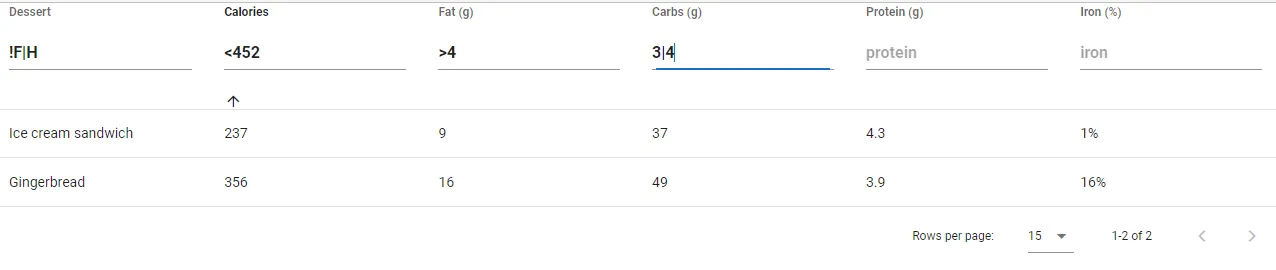 Dessert Calories Fat (g) Carbs (g) Protein (g) Iron (%)
!F|H <452 >4 3|4 protein iron
Ice cream sandwich 237 9 37 4.3 1%
Gingerbread 356 16 49 3.9 16%
Rows per page: 15 1-2 of 2